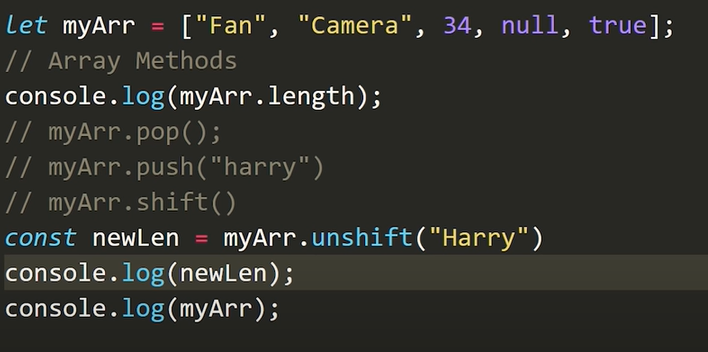 let myArr = ["Fan", "Camera", 34, null, true];
// Array Methods
console.log(myArr.length);
// myArr.pop();
// myArr.push("harry")
// myArr.shift()
const newLen = myArr.unshift("Harry")
console.log(newLen);
console.log(myArr);